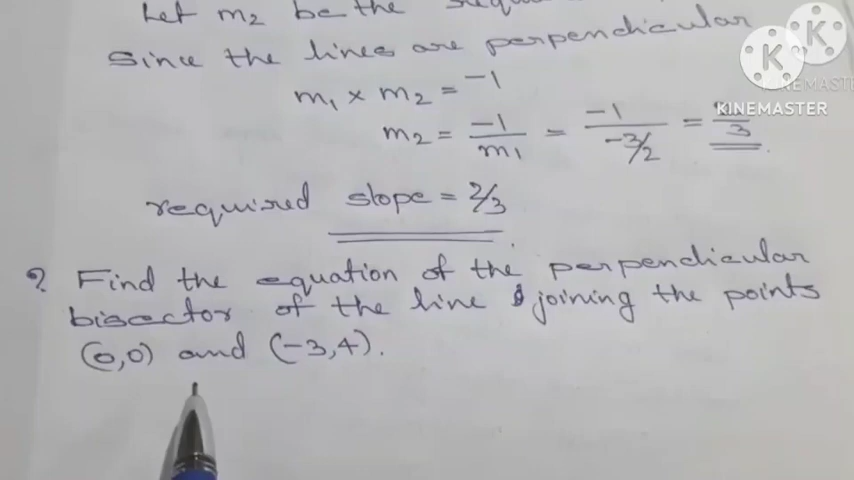 Let m₂ be the
Since the lines are perpendicular
m₁ × m₂ = -1
m₂ = -1/m₁ = -1/-3/2 = /3
required slope = 2/3
? Find the equation of the perpendicular
bisector of the line joining the points
(0,0) and (-3,4).
KINEMASTER
KINEMASTER